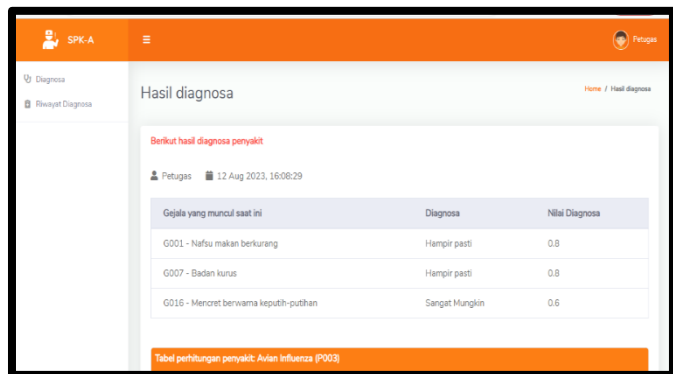 SPK-A
Petugas
Diagnosa
Riwayat Diagnosa
Hasil diagnosa
Home / Hasil diagnosa
Berikut hasil diagnosa penyakit
Petugas 12 Aug 2023, 16:08:29
Gejala yang muncul saat ini Diagnosa Nilai Diagnosa
G001 - Nafsu makan berkurang Hampir pasti 0.8
G007 - Badan kurus Hampir pasti 0.8
G016 - Mencret berwarna keputih-putihan Sangat Mungkin 0.6
Tabel perhitungan penyakit: Avian Influenza (P003)